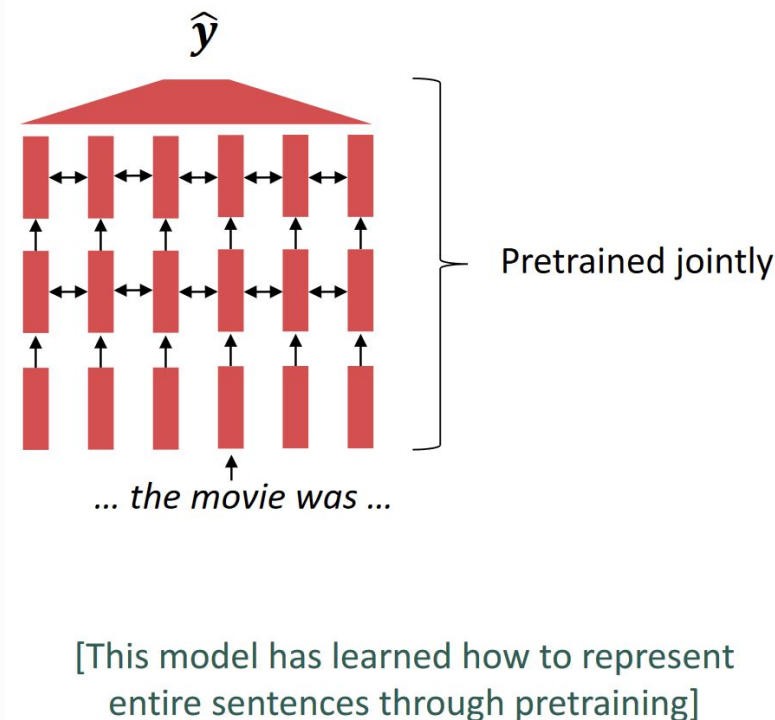 ŷ
Pretrained jointly
... the movie was ...
[This model has learned how to represent
entire sentences through pretraining]